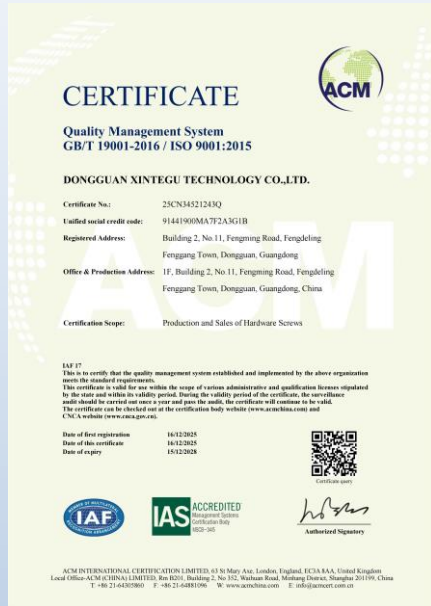 ACM
CERTIFICATE
Quality Management System
GB/T 19001-2016 / ISO 9001:2015
DONGGUAN XINTEGU TECHNOLOGY CO.,LTD.
Certificate No.: 25CN34521243Q
Unified social credit code: 91441900MA7F2A3G1B
Registered Address: Building 2, No.11, Fengming Road, Fengdeling
Fenggang Town, Dongguan, Guangdong
Office & Production Address: 1F, Building 2, No.11, Fengming Road, Fengdeling
Fenggang Town, Dongguan, Guangdong, China
ACM
Certification Scope: Production and Sales of Hardware Screws
IAF 17
This is to certify that the quality management system established and implemented by the above organization
meets the standard requirements.
This certificate is valid for use within the scope of various administrative and qualification licenses stipulated
by the state and within its validity period. During the validity period of the certificate, the surveillance
audit should be carried out once a year and pass the audit, the certificate will continue to be valid.
The certificate can be checked out at the certification body website (www.acmchina.com) and
CNCA website (www.cnca.gov.cn).
Date of first registration 16/12/2025
Date of this certificate 16/12/2025
Date of expiry 15/12/2028
Certificate query
MEMBER OF MULTILATERAL
IAF
RECOGNITION ARRANGEMENT
IAS ACCREDITED
Management Systems
Certification Body
MSCB-145
Authorized Signatory
ACM INTERNATIONAL CERTIFICATION LIMITED, 63 St Mary Axe, London, England, EC3A 8AA, United Kingdom
Local Office-ACM (CHINA) LIMITED, Rm B201, Building 2, No 352, Waihuan Road, Minhang District, Shanghai 201199, China
T: +86 21-64305860 F: +86 21-64881096 W: www.acmchina.com E: info@acmcert.com.cn